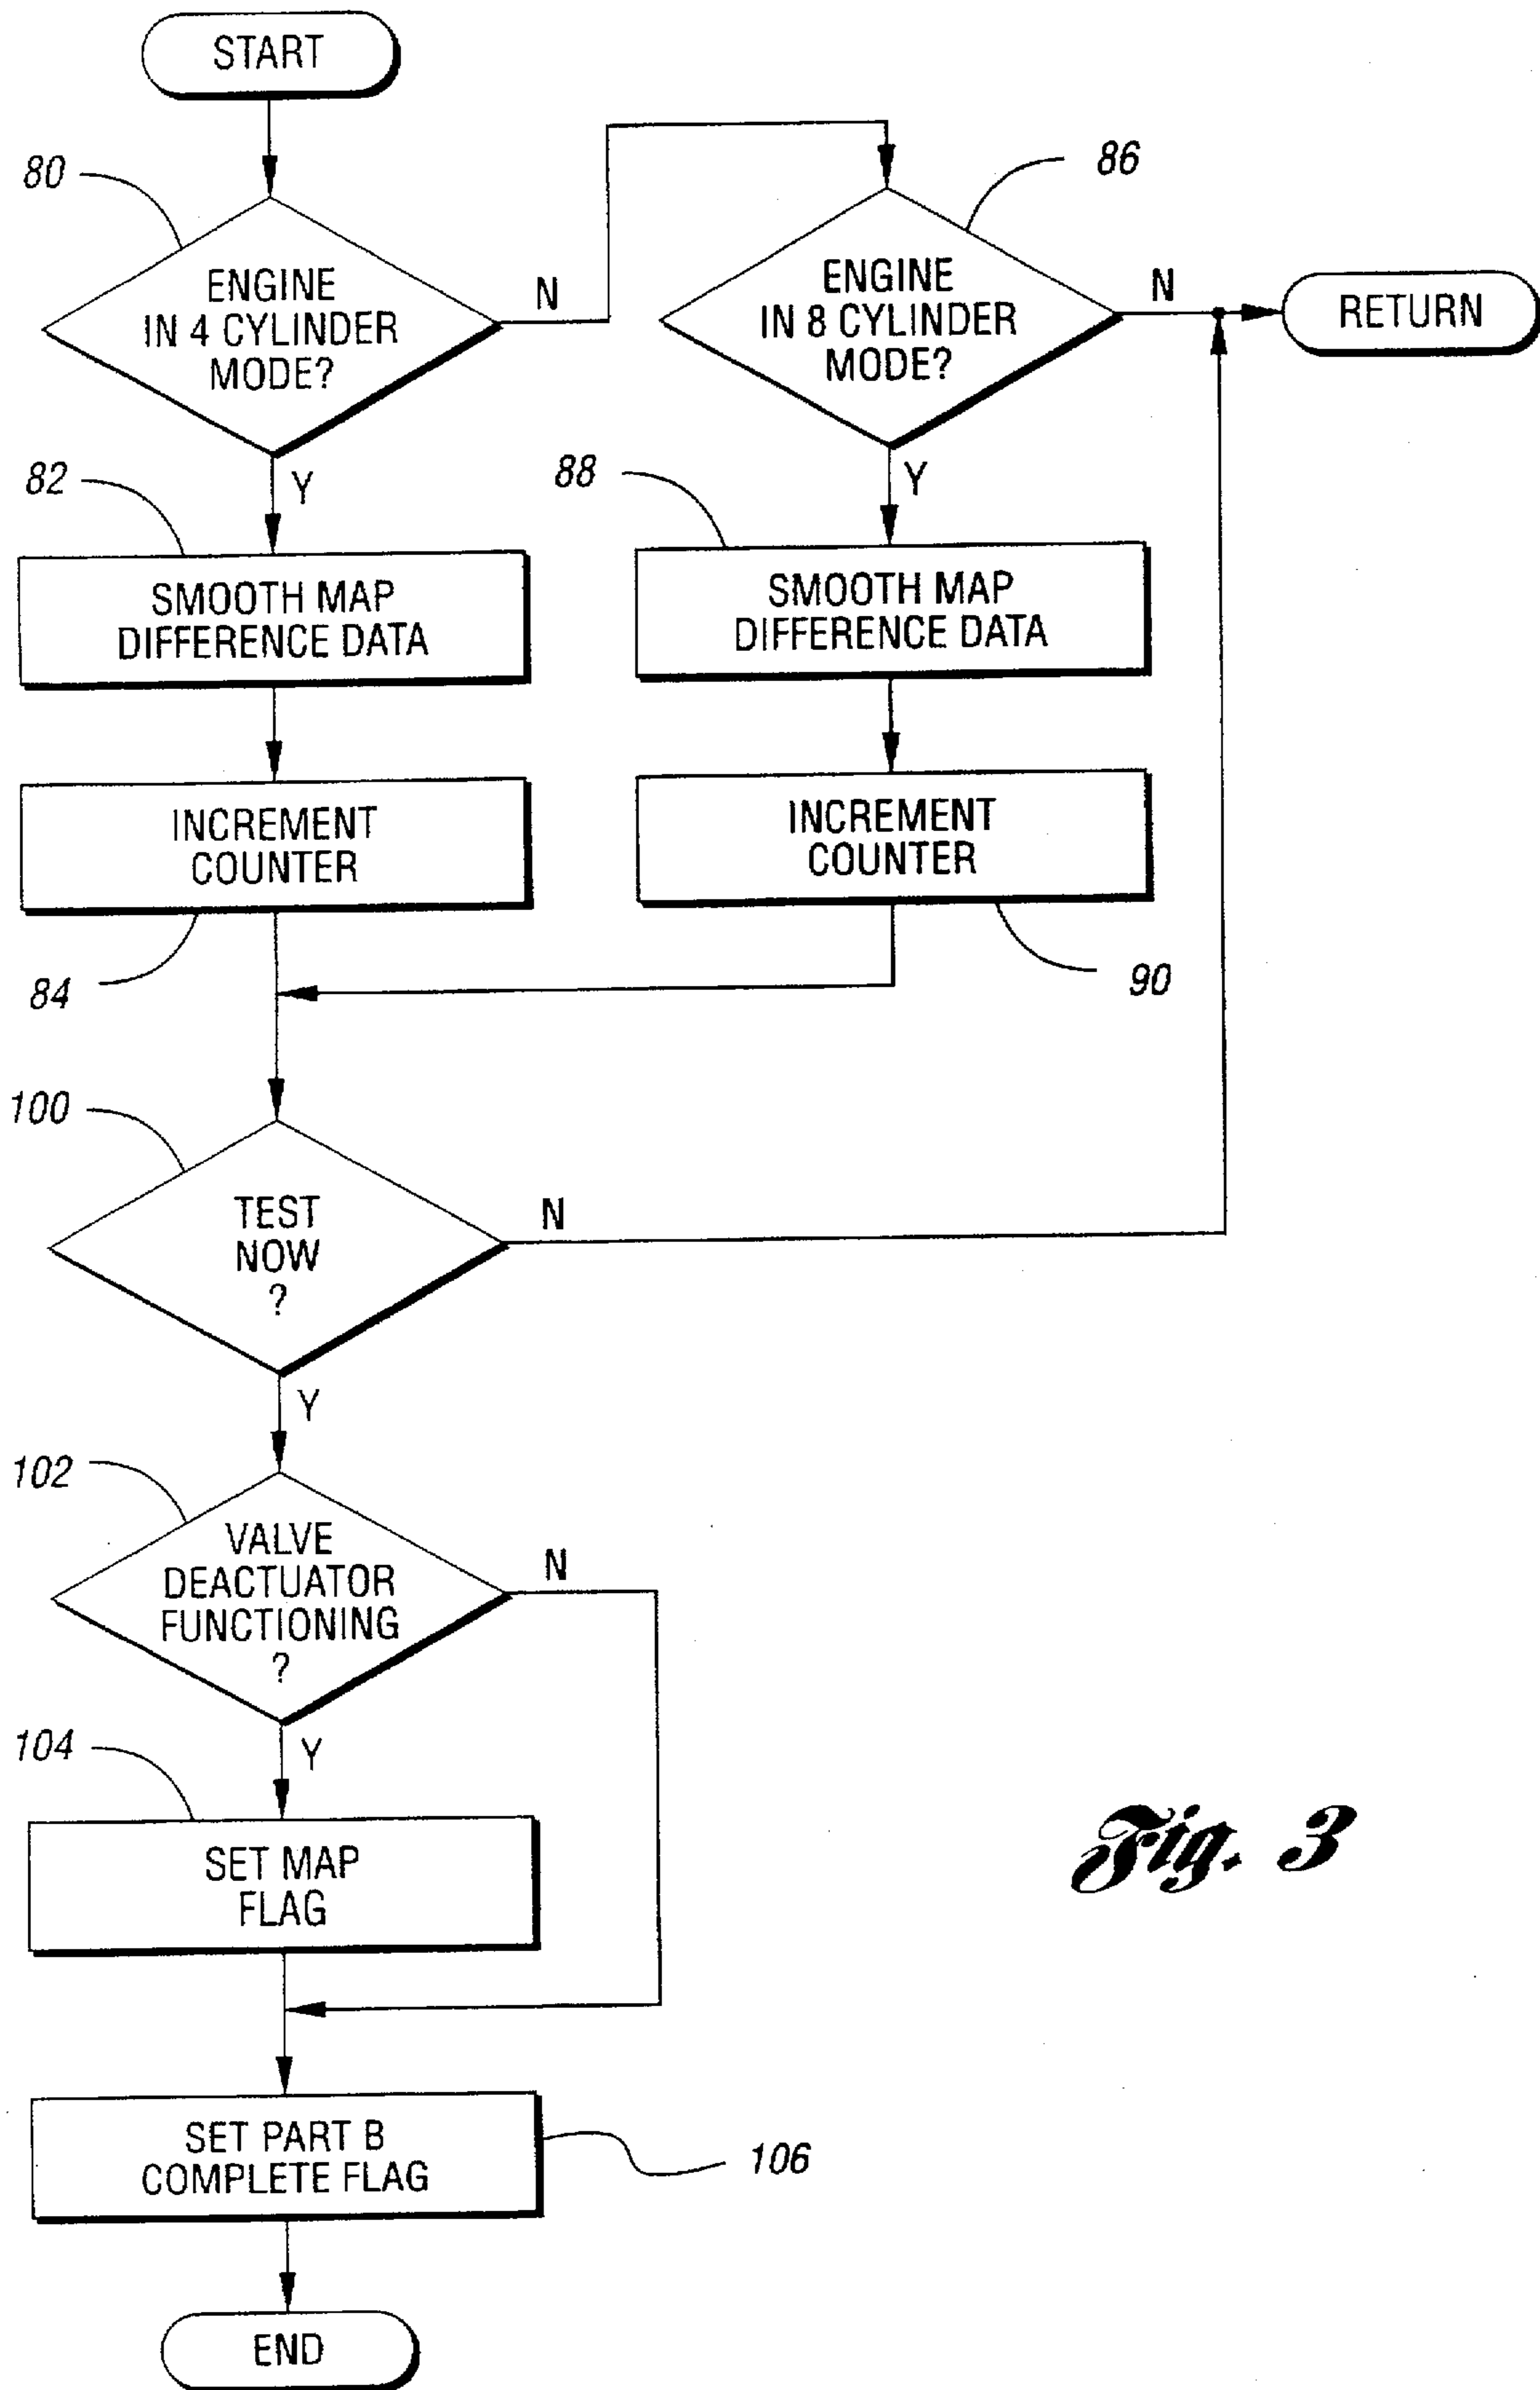 START
80
ENGINE
IN 4 CYLINDER
MODE?
N
Y
86
ENGINE
IN 8 CYLINDER
MODE?
N
Y
RETURN
82
SMOOTH MAP
DIFFERENCE DATA
88
SMOOTH MAP
DIFFERENCE DATA
INCREMENT
COUNTER
84
INCREMENT
COUNTER
90
100
TEST
NOW
?
N
Y
102
VALVE
DEACTUATOR
FUNCTIONING
?
N
Y
104
SET MAP
FLAG
SET PART B
COMPLETE FLAG
106
END
Fig. 3